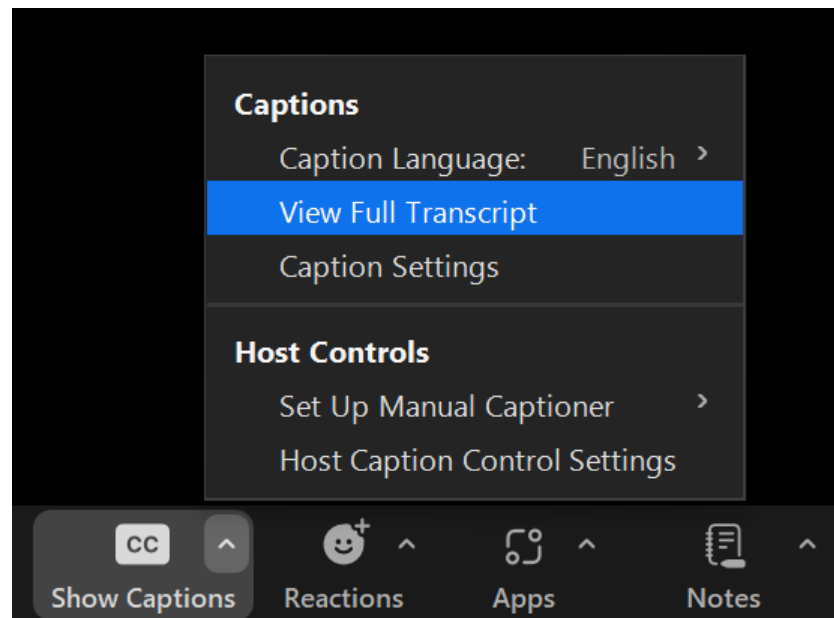 Captions
Caption Language: English >
View Full Transcript
Caption Settings
Host Controls
Set Up Manual Captioner >
Host Caption Control Settings
CC
Show Captions Reactions Apps Notes